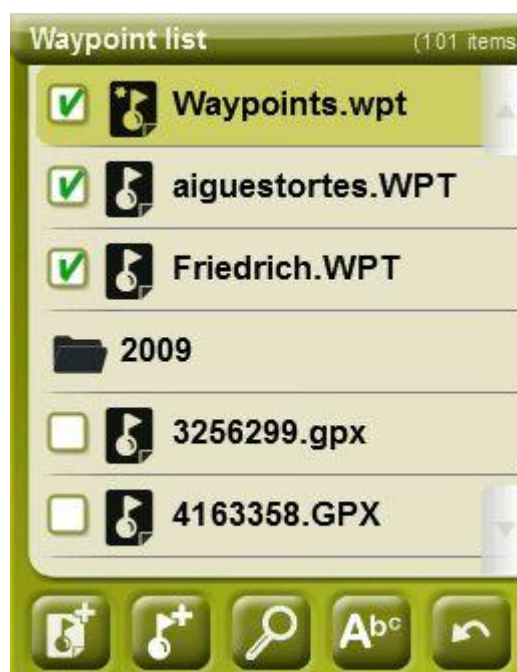 Waypoint list (101 items
Waypoints.wpt
aiguestortes.WPT
Friedrich.WPT
2009
3256299.gpx
4163358.GPX
Abc